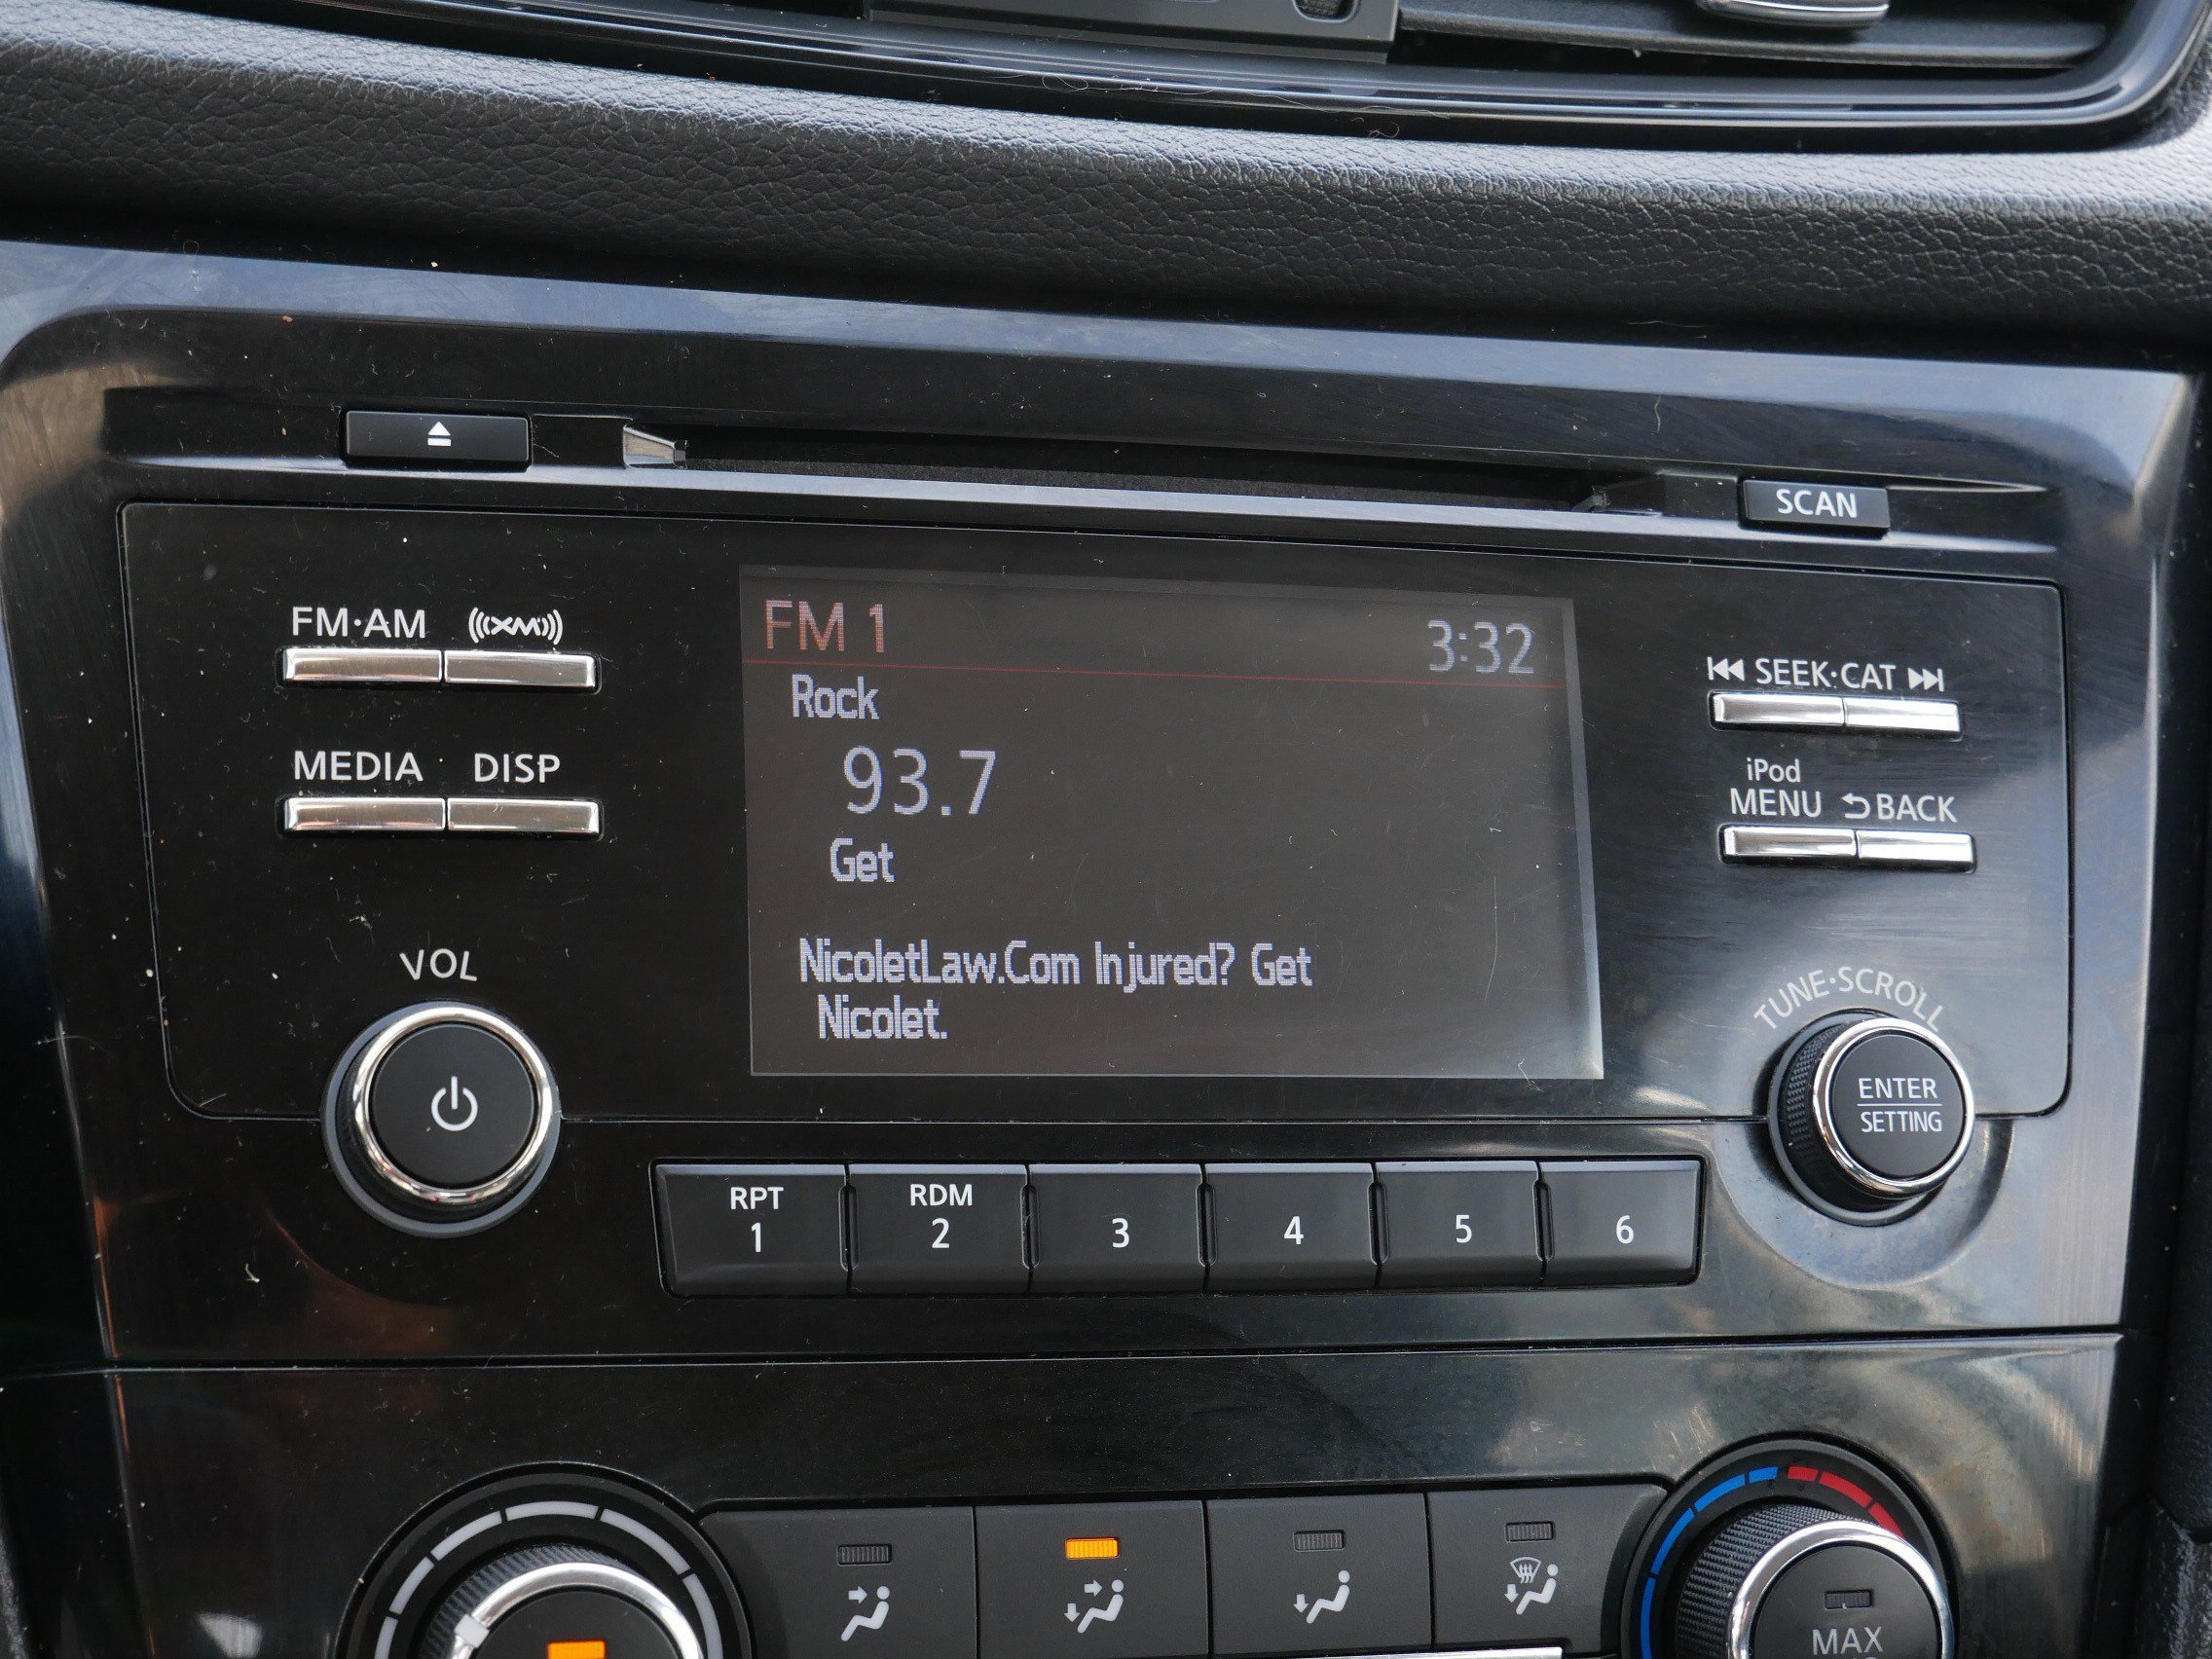 SCAN
FM·AM XM
FM 1 3:32
SEEK·CAT
Rock
MEDIA DISP
93.7
iPod
MENU BACK
Get
VOL
NicoletLaw.Com Injured? Get
Nicolet.
TUNE·SCROLL
ENTER
SETTING
RPT RDM
1 2 3 4 5 6
MAX